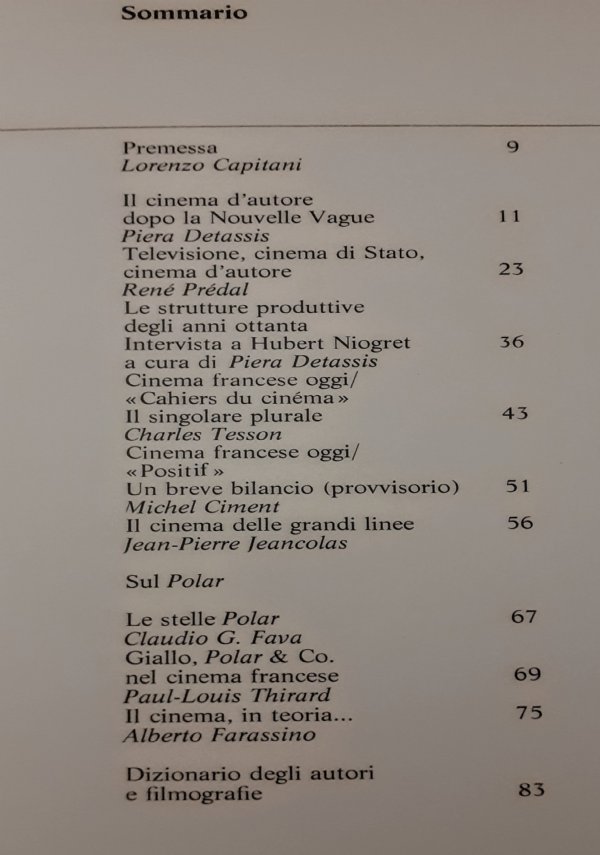 Sommario
Premessa 9
Lorenzo Capitani
Il cinema d'autore
dopo la Nouvelle Vague 11
Piera Detassis
Televisione, cinema di Stato,
cinema d'autore 23
René Prédal
Le strutture produttive
degli anni ottanta
Intervista a Hubert Niogret 36
a cura di Piera Detassis
Cinema francese oggi/
«Cahiers du cinéma»
Il singolare plurale 43
Charles Tesson
Cinema francese oggi/
«Positif»
Un breve bilancio (provvisorio) 51
Michel Ciment
Il cinema delle grandi linee 56
Jean-Pierre Jeancolas
Sul Polar
Le stelle Polar 67
Claudio G. Fava
Giallo, Polar & Co.
nel cinema francese 69
Paul-Louis Thirard
Il cinema, in teoria... 75
Alberto Farassino
Dizionario degli autori
e filmografie 83